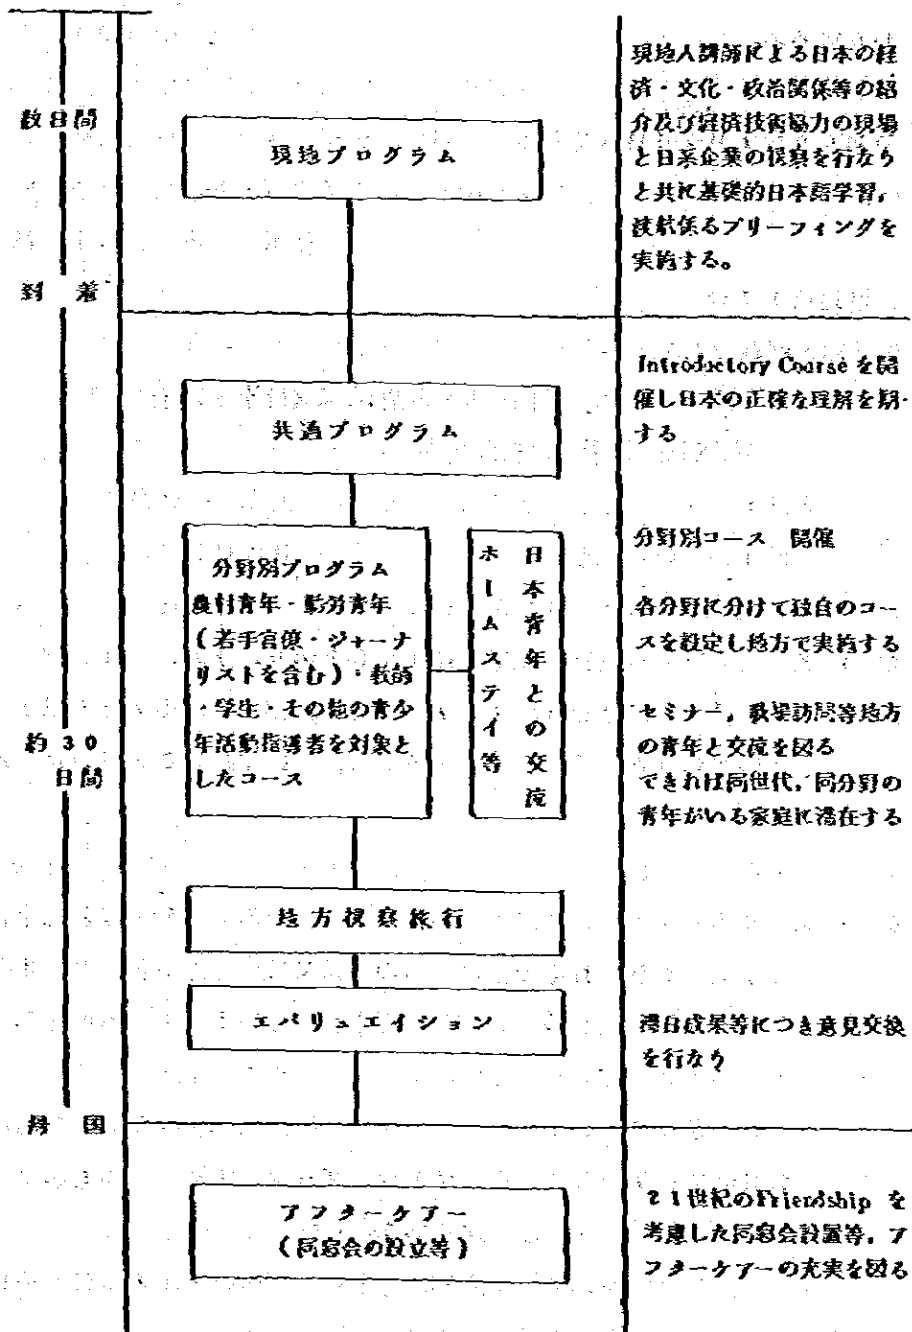 数日間
現地プログラム
現地人講師による日本の経
済・文化・政治関係等の紹
介及び経済技術協力の現場
と日系企業の視察を行なう
と共に基礎的日本語学習,
渡航係るブリーフィングを
実施する。
到 着
共通プログラム
Introductory Course を開
催し日本の正確な理解を期
する
分野別プログラム
農村青年・勤労青年
(若手官僚・ジャーナ
リストを含む)・教師
・学生・その他の青少
年活動指導者を対象と
したコース
日本青年との交流
ホームステイ等
分野別コース 開催
各分野に分けて独自のコー
スを設定し地方で実施する
セミナー,職場訪問等地方
の青年と交流を図る
できれば同世代,同分野の
青年がいる家庭に滞在する
約30
日間
地方視察旅行
エバリュエイション
滞日成果等につき意見交換
を行なう
帰 国
アフターケアー
(同窓会の設立等)
21世紀のFriendship を
考慮した同窓会設置等,ア
フターケアーの充実を図る